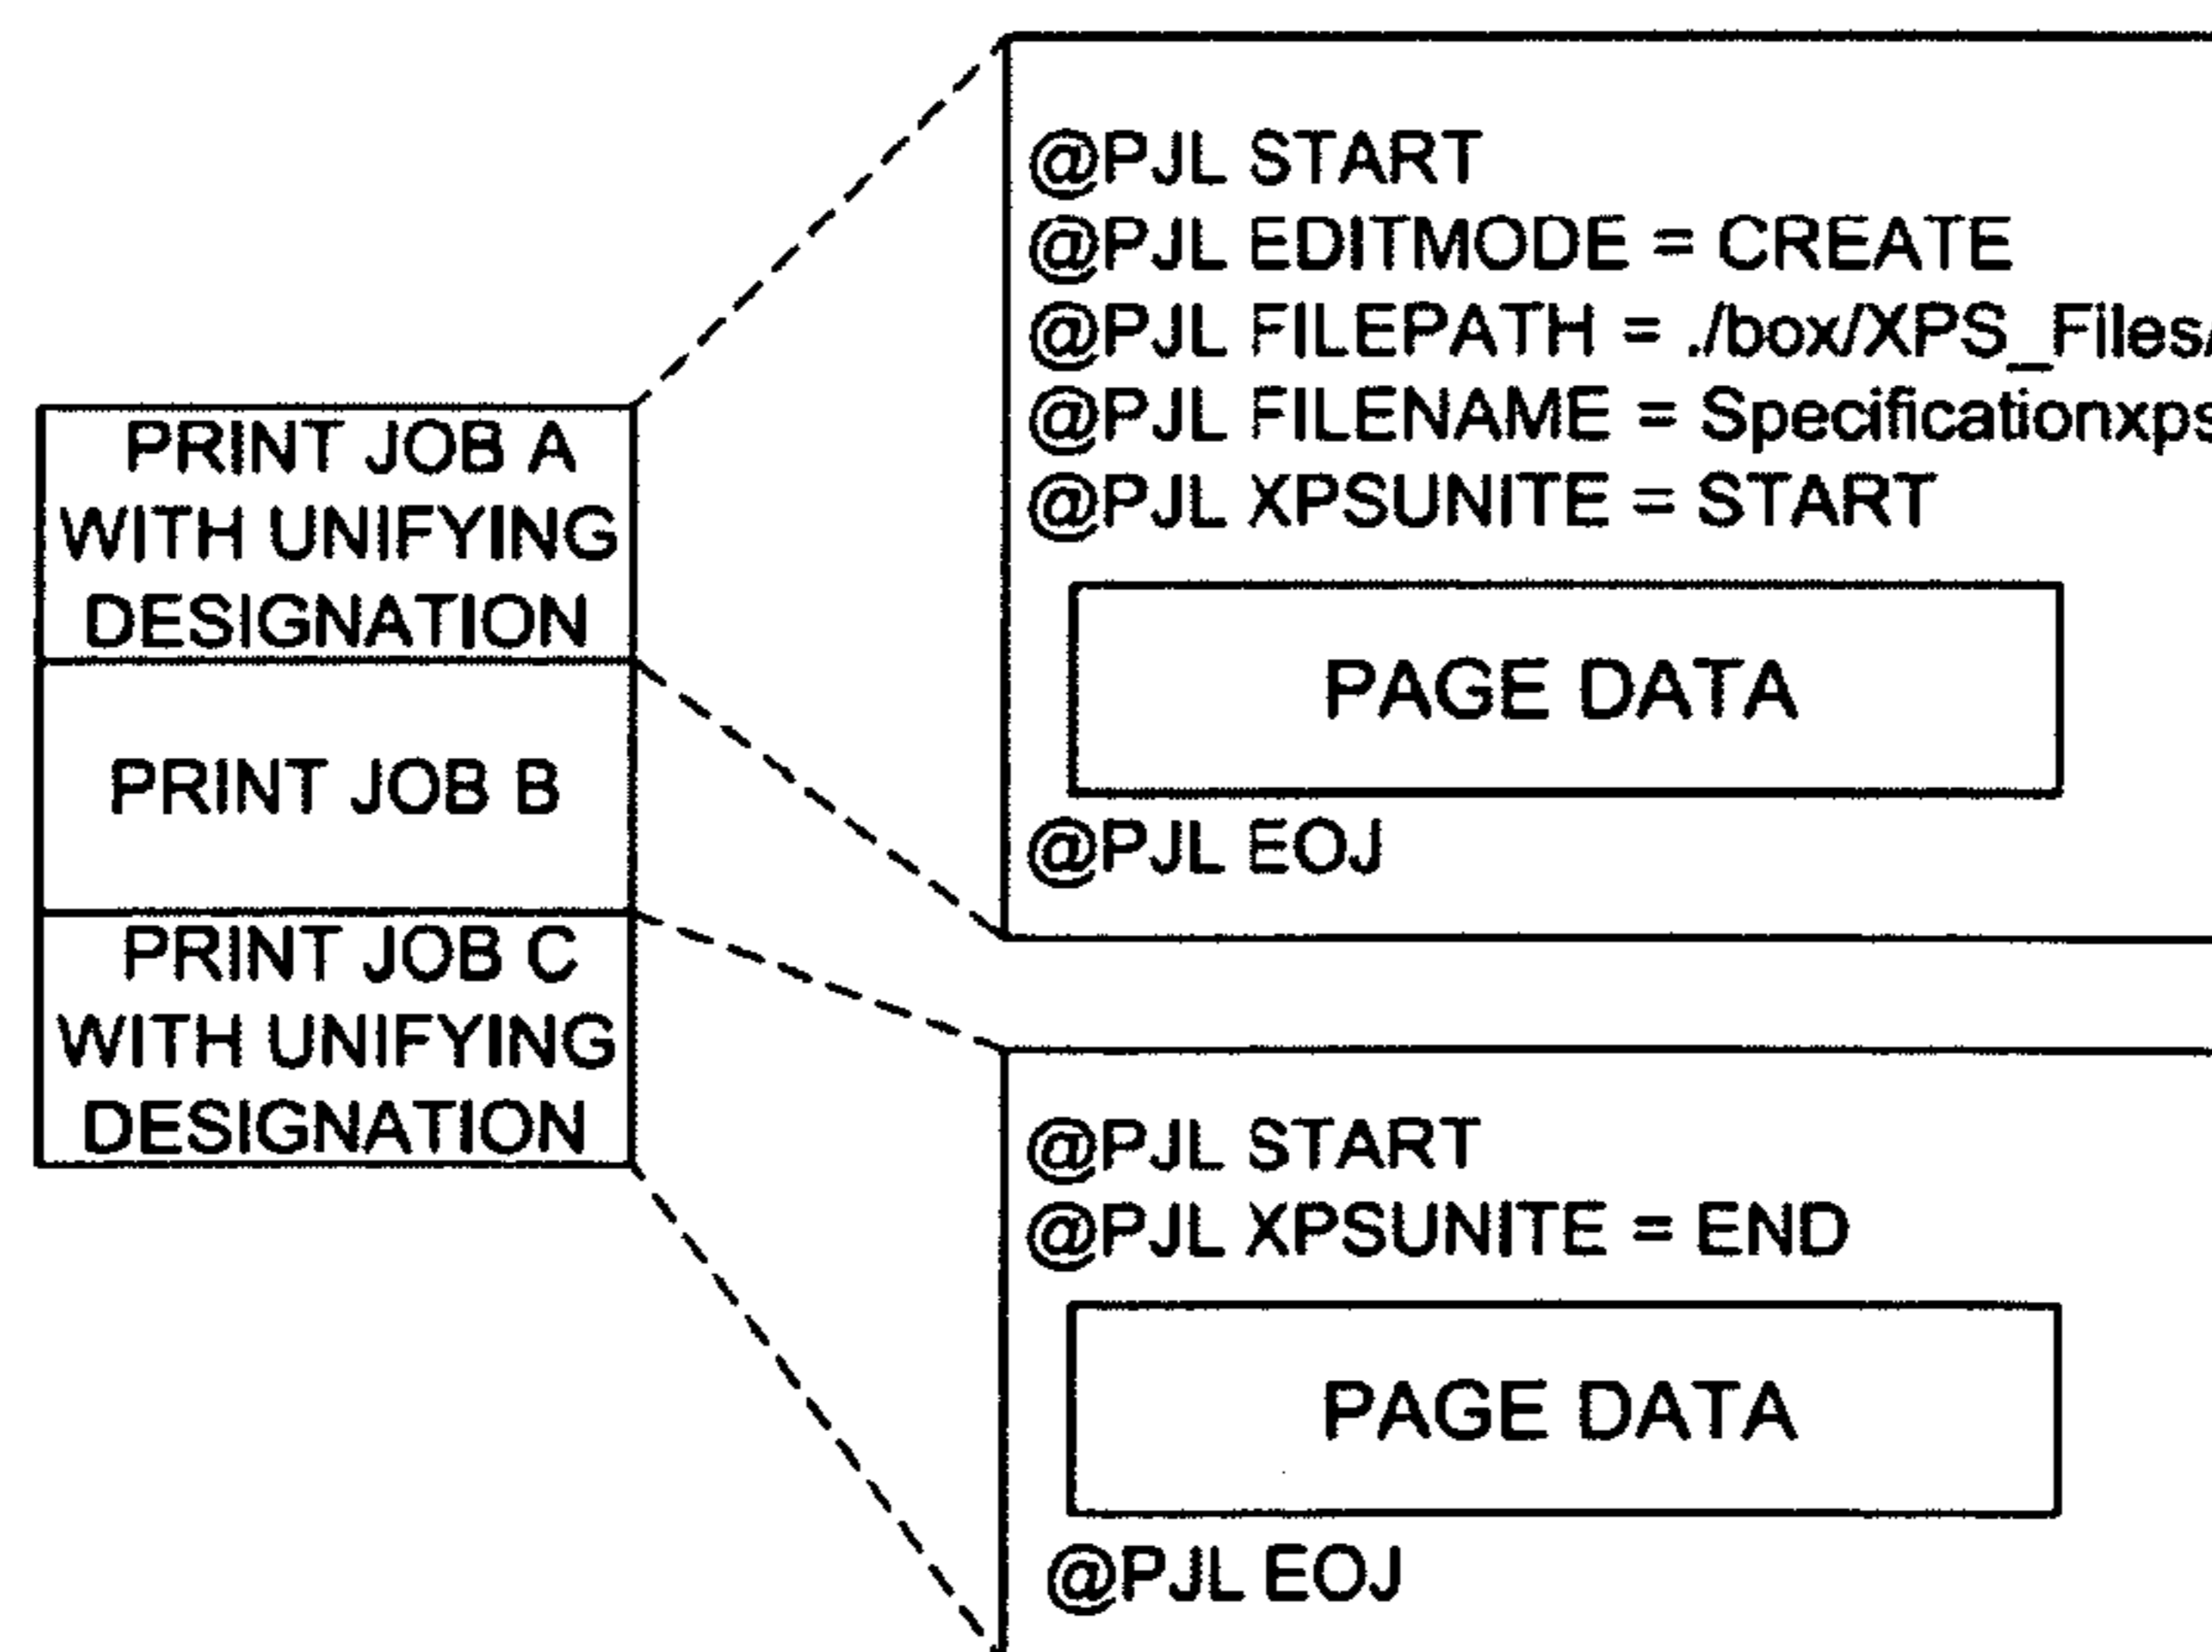 PRINT JOB A
WITH UNIFYING
DESIGNATION
PRINT JOB B
PRINT JOB C
WITH UNIFYING
DESIGNATION
@PJL START
@PJL EDITMODE = CREATE
@PJL FILEPATH = ./box/XPS_Files/
@PJL FILENAME = Specificationxps
@PJL XPSUNITE = START
PAGE DATA
@PJL EOJ
@PJL START
@PJL XPSUNITE = END
PAGE DATA
@PJL EOJ